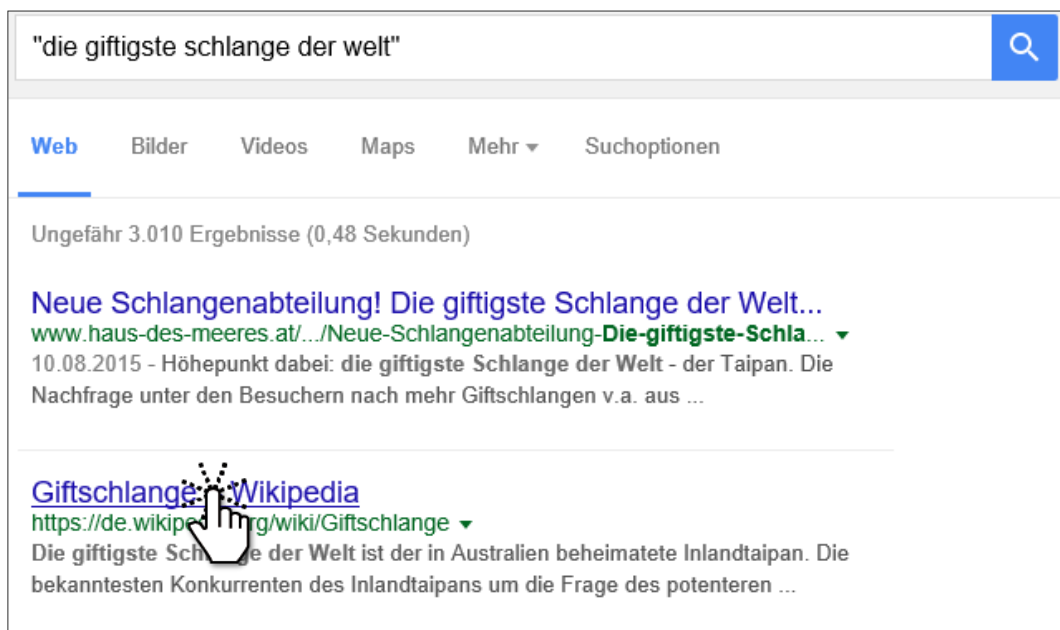 "die giftigste schlange der welt"
Web Bilder Videos Maps Mehr Suchoptionen
Ungefähr 3.010 Ergebnisse (0,48 Sekunden)
Neue Schlangenabteilung! Die giftigste Schlange der Welt...
www.haus-des-meeres.at/.../Neue-Schlangenabteilung-Die-giftigste-Schla...
10.08.2015 - Höhepunkt dabei: die giftigste Schlange der Welt - der Taipan. Die
Nachfrage unter den Besuchern nach mehr Giftschlangen v.a. aus ...
Giftschlange Wikipedia
https://de.wikipedia.org/wiki/Giftschlange
Die giftigste Schlange der Welt ist der in Australien beheimatete Inlandtaipan. Die
bekanntesten Konkurrenten des Inlandtaipans um die Frage des potenteren ...